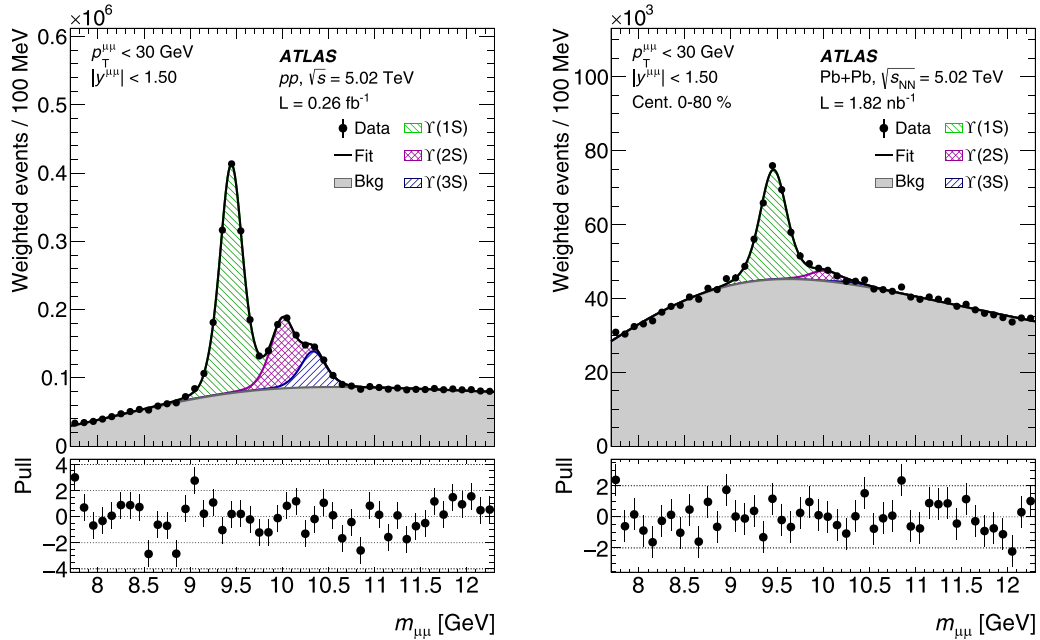 ×10⁶
Weighted events / 100 MeV
0.6
0.5
0.4
0.3
0.2
0.1
0
p_T^μμ < 30 GeV
|y^μμ| < 1.50
ATLAS
pp, √s = 5.02 TeV
L = 0.26 fb⁻¹
Data
ϒ(1S)
Fit
ϒ(2S)
Bkg
ϒ(3S)
Pull
4
2
0
−2
−4
8 8.5 9 9.5 10 10.5 11 11.5 12
m_μμ [GeV]
×10³
Weighted events / 100 MeV
100
80
60
40
20
0
p_T^μμ < 30 GeV
|y^μμ| < 1.50
Cent. 0-80 %
ATLAS
Pb+Pb, √s_NN = 5.02 TeV
L = 1.82 nb⁻¹
Data
ϒ(1S)
Fit
ϒ(2S)
Bkg
ϒ(3S)
Pull
2
0
−2
8 8.5 9 9.5 10 10.5 11 11.5 12
m_μμ [GeV]